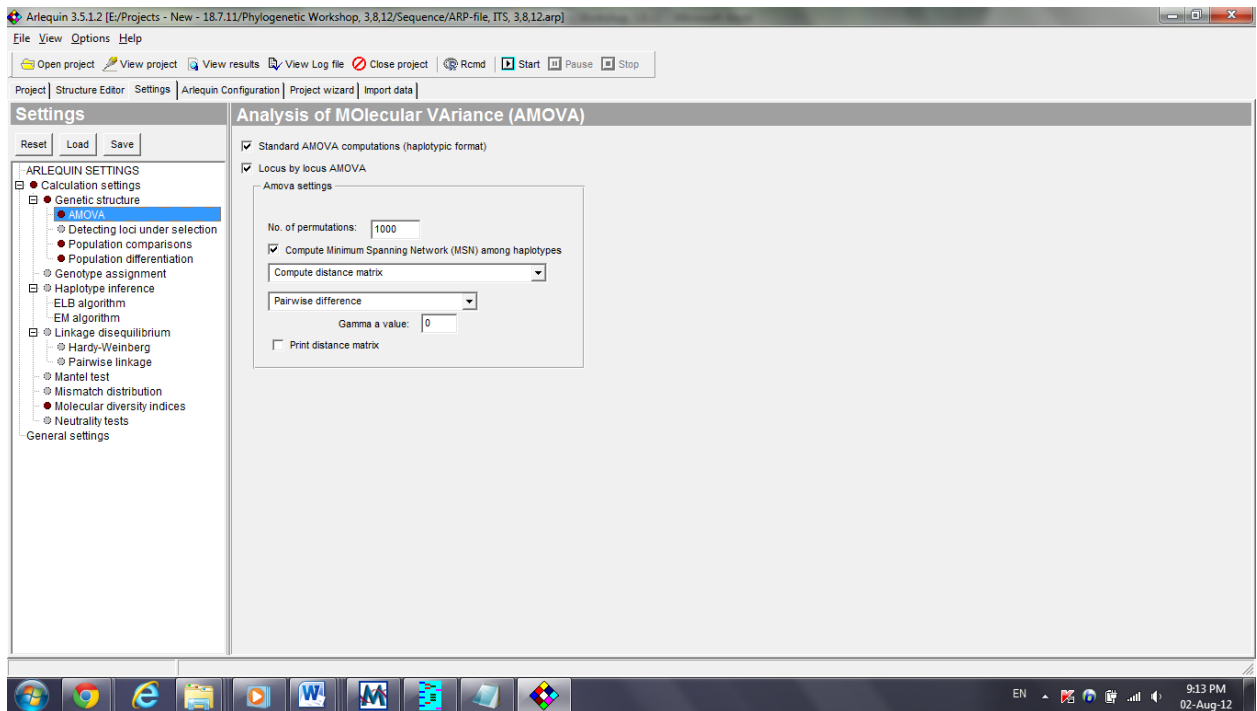 Arlequin 3.5.1.2 [E:/Projects - New - 18.7.11/Phylogenetic Workshop, 3,8,12/Sequence/ARP-file, ITS, 3,8,12.arp]
File View Options Help
Open project View project View results View Log file Close project Rcmd Start Pause Stop
Project Structure Editor Settings Arlequin Configuration Project wizard Import data
Settings
Reset Load Save
ARLEQUIN SETTINGS
Calculation settings
Genetic structure
AMOVA
Detecting loci under selection
Population comparisons
Population differentiation
Genotype assignment
Haplotype inference
ELB algorithm
EM algorithm
Linkage disequilibrium
Hardy-Weinberg
Pairwise linkage
Mantel test
Mismatch distribution
Molecular diversity indices
Neutrality tests
General settings
Analysis of MOlecular VAriance (AMOVA)
Standard AMOVA computations (haplotypic format)
Locus by locus AMOVA
Amova settings
No. of permutations: 1000
Compute Minimum Spanning Network (MSN) among haplotypes
Compute distance matrix
Pairwise difference
Gamma a value: 0
Print distance matrix
EN
9:13 PM
02-Aug-12